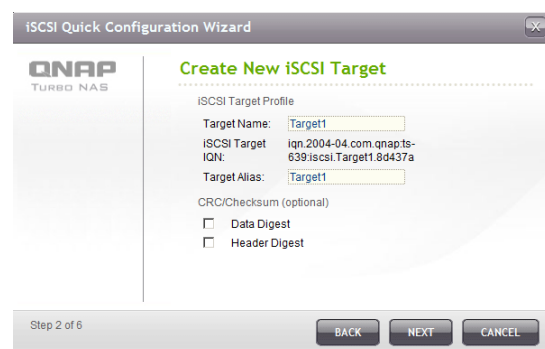 iSCSI Quick Configuration Wizard
X
QNAP
TURBO NAS
Create New iSCSI Target
iSCSI Target Profile
Target Name: Target1
iSCSI Target IQN: iqn.2004-04.com.qnap:ts-
639:iscsi.Target1.8d437a
Target Alias: Target1
CRC/Checksum (optional)
Data Digest
Header Digest
Step 2 of 6
BACK
NEXT
CANCEL